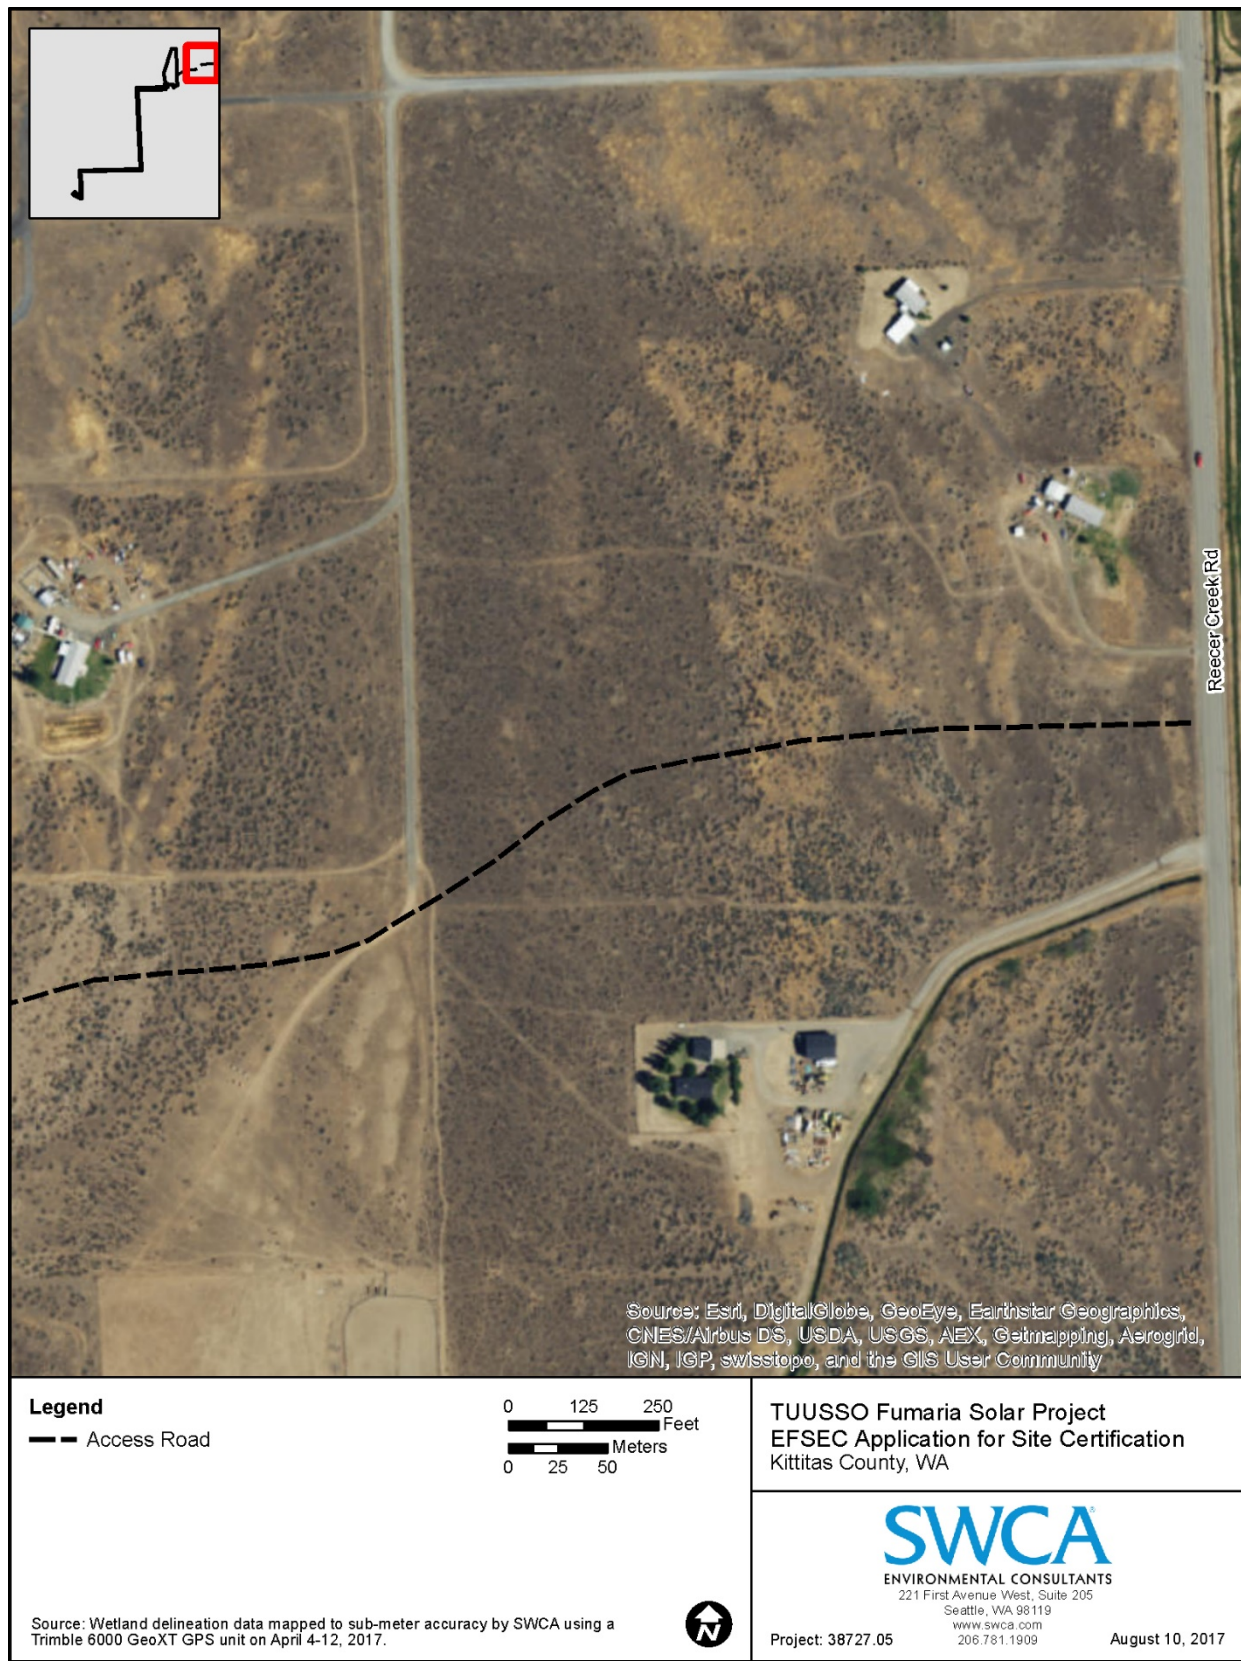 Reecer Creek Rd
Source: Esri, DigitalGlobe, GeoEye, Earthstar Geographics,
CNES/Airbus DS, USDA, USGS, AEX, Getmapping, Aerogrid,
IGN, IGP, swisstopo, and the GIS User Community
Legend
Access Road
0 125 250
Feet
Meters
0 25 50
Source: Wetland delineation data mapped to sub-meter accuracy by SWCA using a
Trimble 6000 GeoXT GPS unit on April 4-12, 2017.
N
TUUSSO Fumaria Solar Project
EFSEC Application for Site Certification
Kittitas County, WA
SWCA®
ENVIRONMENTAL CONSULTANTS
221 First Avenue West, Suite 205
Seattle, WA 98119
www.swca.com
206.781.1909
Project: 38727.05
August 10, 2017